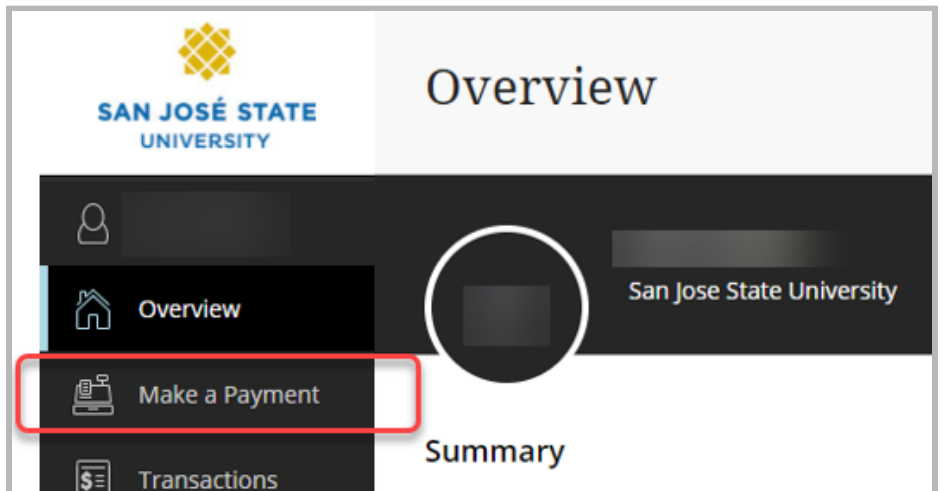 SAN JOSÉ STATE
UNIVERSITY
Overview
San Jose State University
Overview
Make a Payment
Transactions
Summary